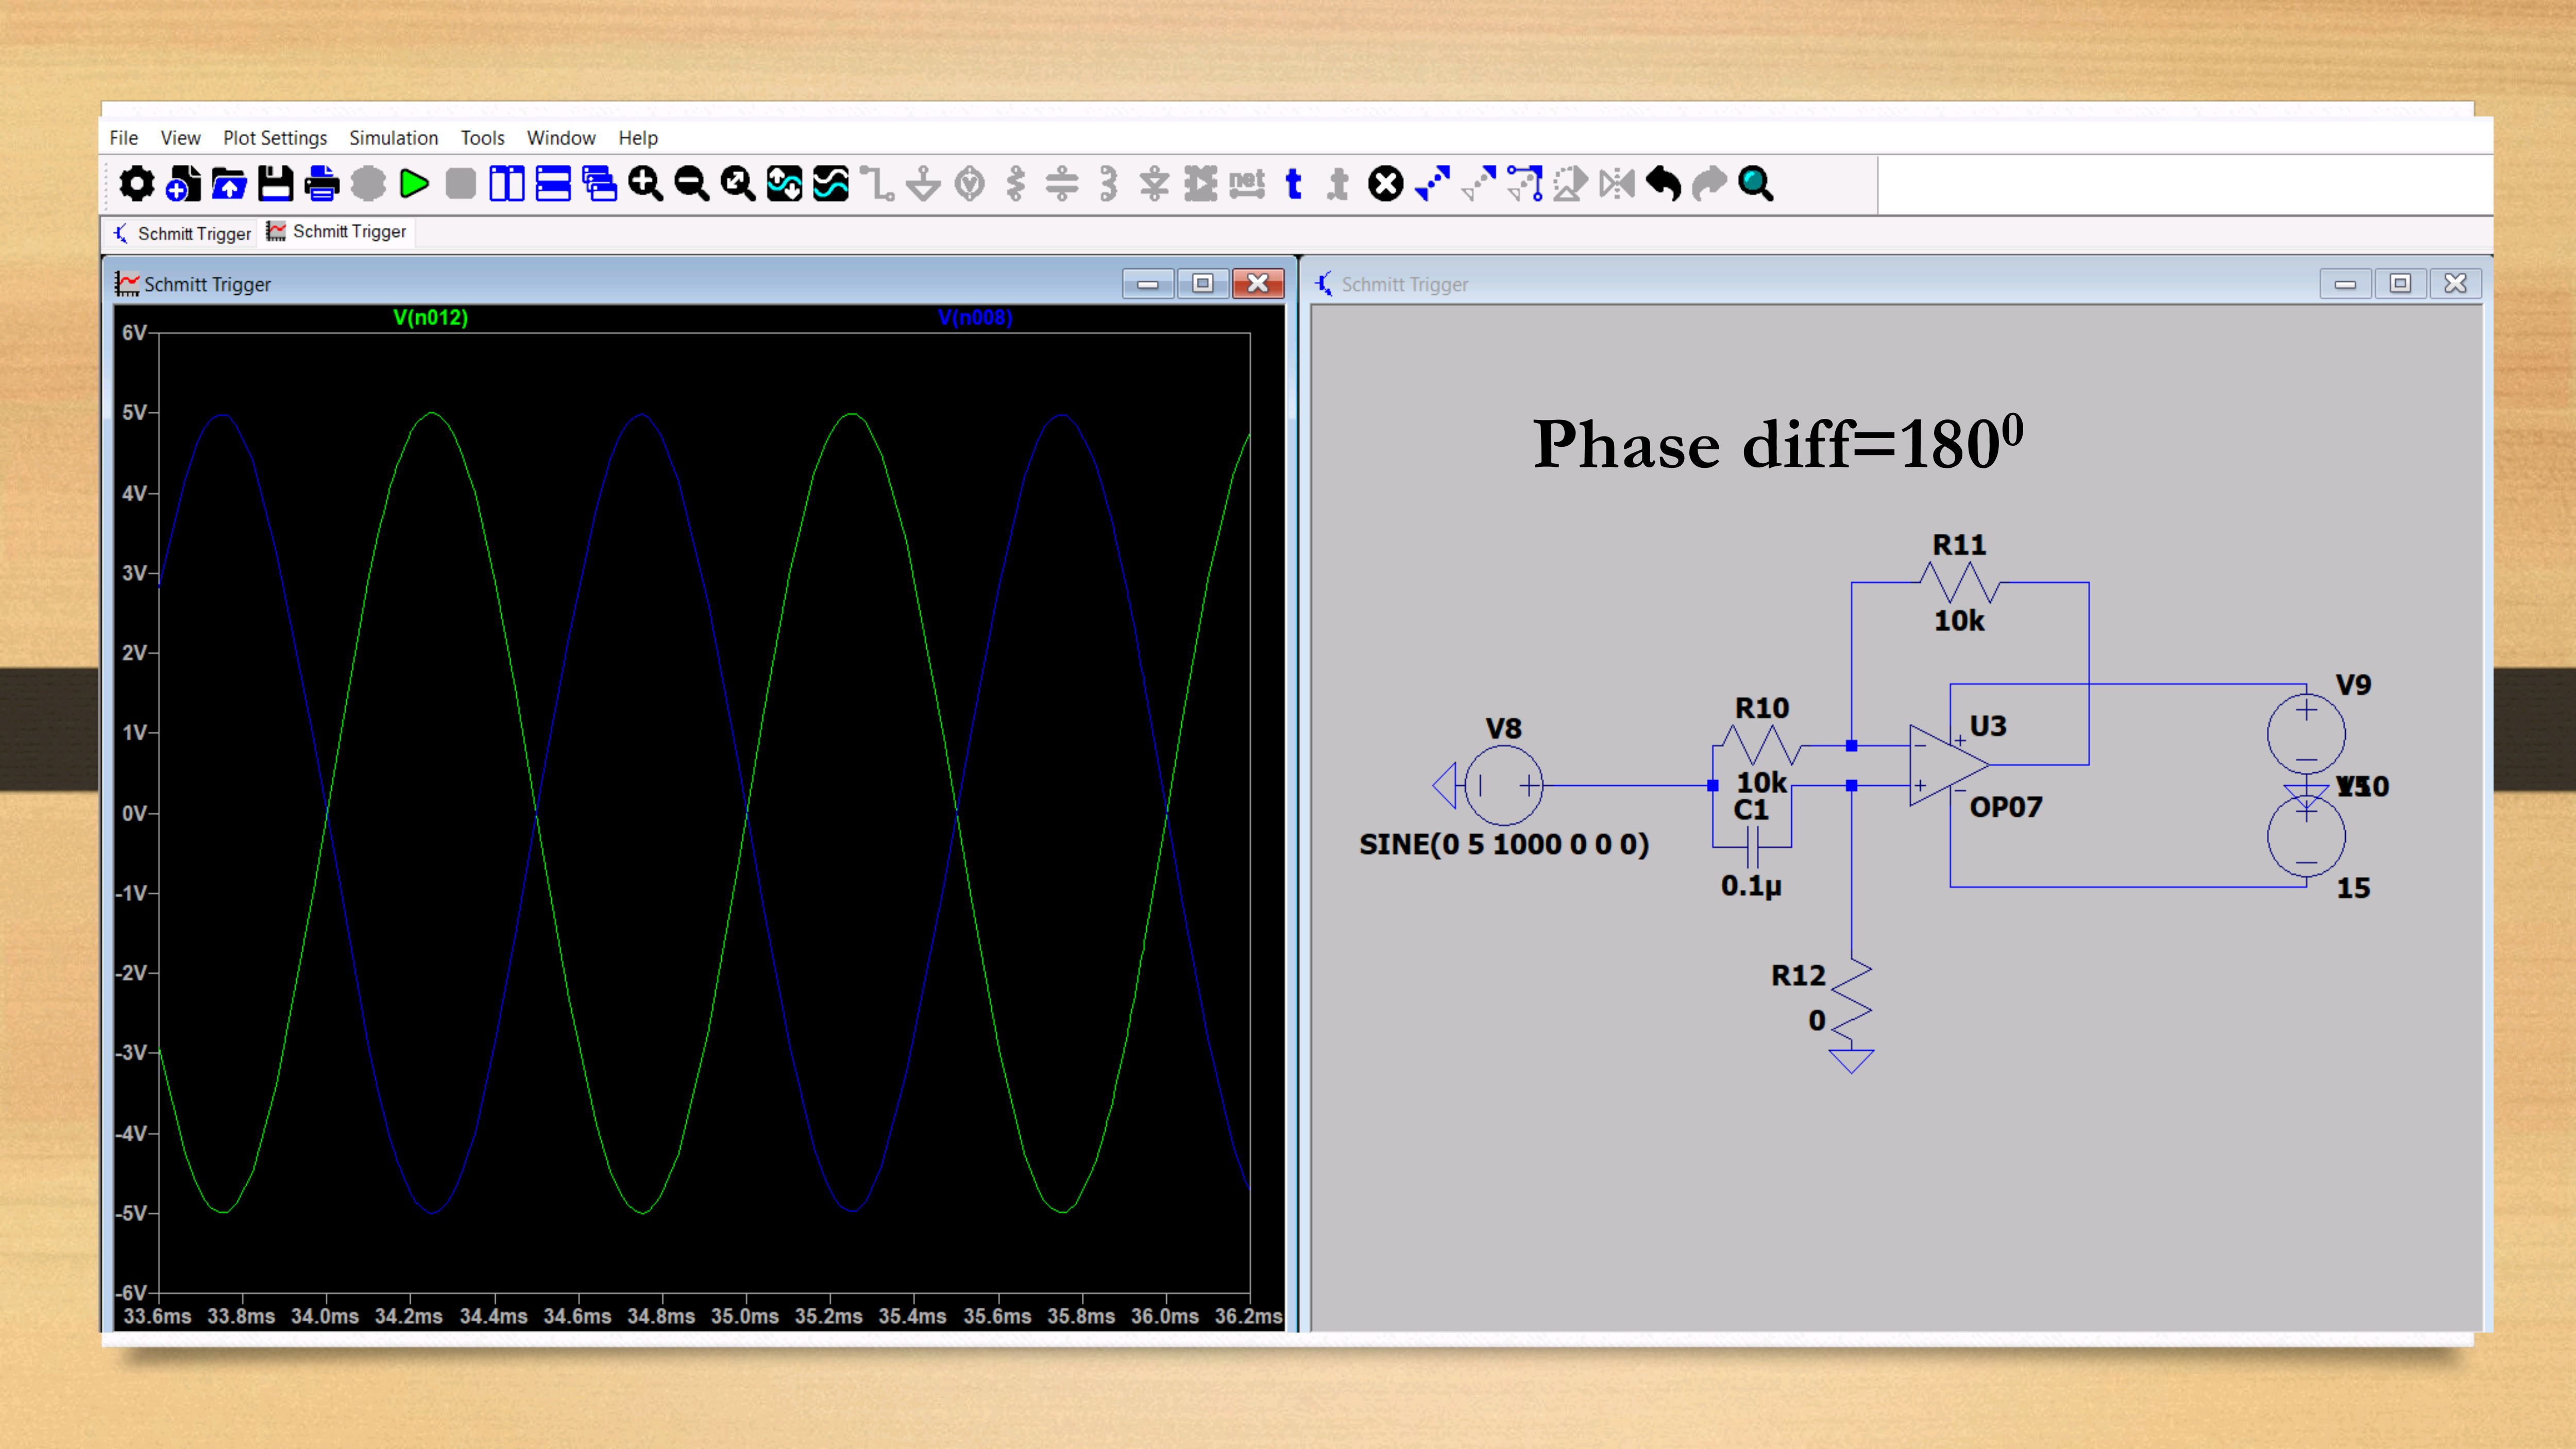 File View Plot Settings Simulation Tools Window Help
net t t
Schmitt Trigger Schmitt Trigger
Schmitt Trigger
V(n012) V(n008)
6V
5V
4V
3V
2V
1V
0V
-1V
-2V
-3V
-4V
-5V
-6V
33.6ms 33.8ms 34.0ms 34.2ms 34.4ms 34.6ms 34.8ms 35.0ms 35.2ms 35.4ms 35.6ms 35.8ms 36.0ms 36.2ms
Schmitt Trigger
Phase diff=180⁰
R11
10k
V9
R10
V8
U3
10k
C1
OP07
SINE(0 5 1000 0 0 0)
0.1µ
15
R12
0